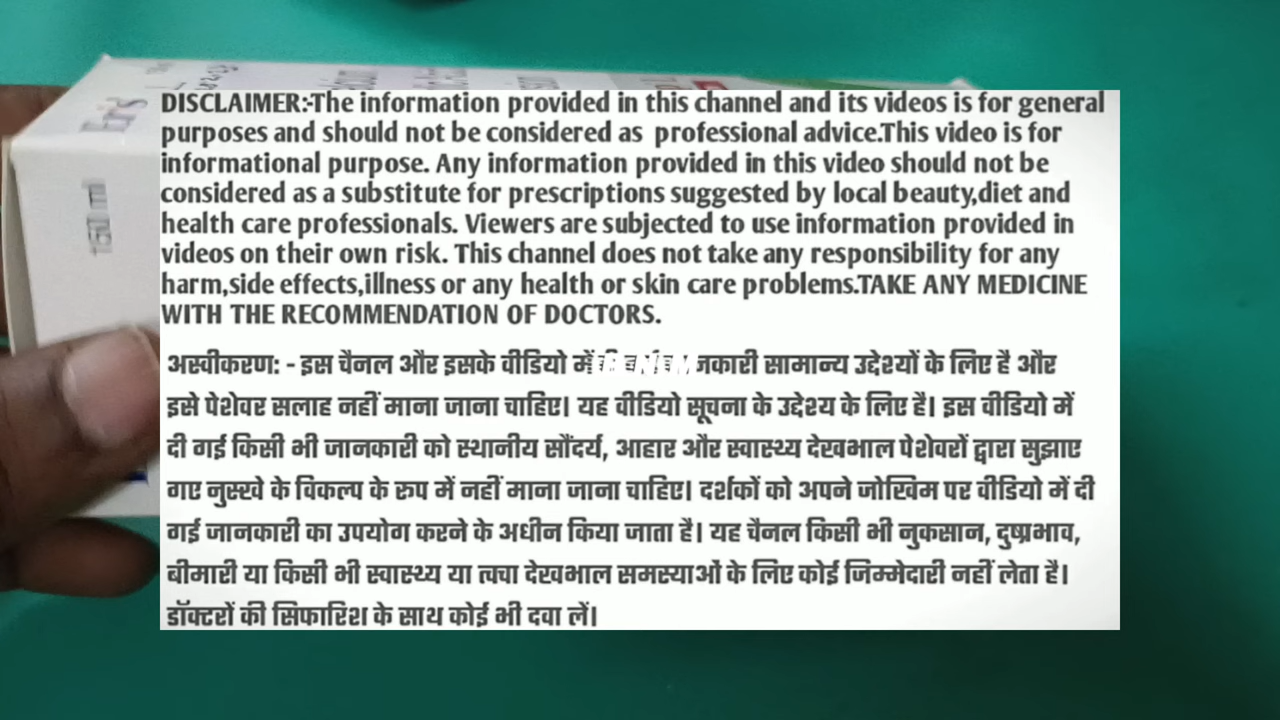 150 ml
DISCLAIMER:-The information provided in this channel and its videos is for general
purposes and should not be considered as professional advice.This video is for
informational purpose. Any information provided in this video should not be
considered as a substitute for prescriptions suggested by local beauty,diet and
health care professionals. Viewers are subjected to use information provided in
videos on their own risk. This channel does not take any responsibility for any
harm,side effects,illness or any health or skin care problems.TAKE ANY MEDICINE
WITH THE RECOMMENDATION OF DOCTORS.
अस्वीकरण: - इस चैनल और इसके वीडियो में सामान्य उद्देश्यों के लिए है और
इसे पेशेवर सलाह नहीं माना जाना चाहिए। यह वीडियो सूचना के उद्देश्य के लिए है। इस वीडियो में
दी गई किसी भी जानकारी को स्थानीय सौंदर्य, आहार और स्वास्थ्य देखभाल पेशेवरों द्वारा सुझाए
गए नुस्खे के विकल्प के रूप में नहीं माना जाना चाहिए। दर्शकों को अपने जोखिम पर वीडियो में दी
गई जानकारी का उपयोग करने के अधीन किया जाता है। यह चैनल किसी भी नुकसान, दुष्प्रभाव,
बीमारी या किसी भी स्वास्थ्य या त्वचा देखभाल समस्याओं के लिए कोई जिम्मेदारी नहीं लेता है।
डॉक्टरों की सिफारिश के साथ कोई भी दवा लें।